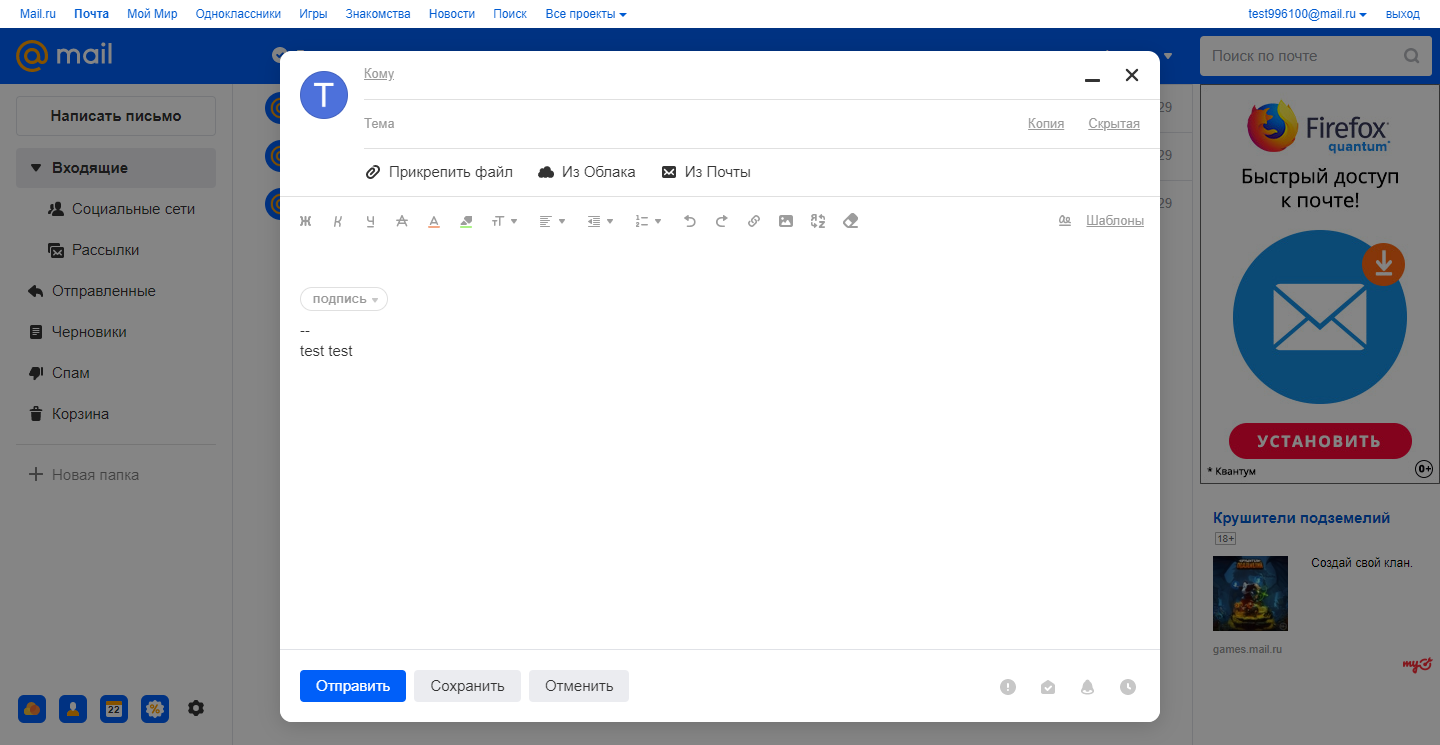 Mail.ru Почта Мой Мир Одноклассники Игры Знакомства Новости Поиск Все проекты test996100@mail.ru выход
@mail
Поиск по почте
Написать письмо
Входящие
Социальные сети
Рассылки
Отправленные
Черновики
Спам
Корзина
Новая папка
22
T
Кому
Тема
Копия Скрытая
Прикрепить файл Из Облака Из Почты
Ж К Ч А А тТ Шаблоны
ПОДПИСЬ
--
test test
Отправить Сохранить Отменить
29
29
29
Firefox
quantum*
Быстрый доступ
к почте!
УСТАНОВИТЬ
* Квантум 0+
Крушители подземелий
18+
Создай свой клан.
games.mail.ru